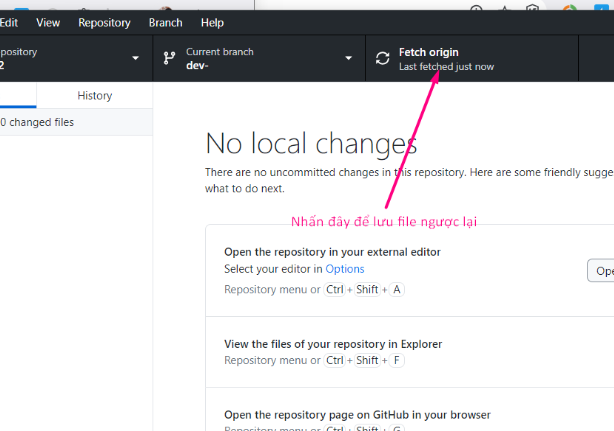 Edit View Repository Branch Help
pository
2
Current branch
dev-
Fetch origin
Last fetched just now
History
0 changed files
No local changes
There are no uncommitted changes in this repository. Here are some friendly sugge
what to do next.
Nhấn đây để lưu file ngược lại
Open the repository in your external editor
Select your editor in Options
Repository menu or Ctrl + Shift + A
Ope
View the files of your repository in Explorer
Repository menu or Ctrl + Shift + F
Open the repository page on GitHub in your browser
Repository menu or Ctrl + Shift + G